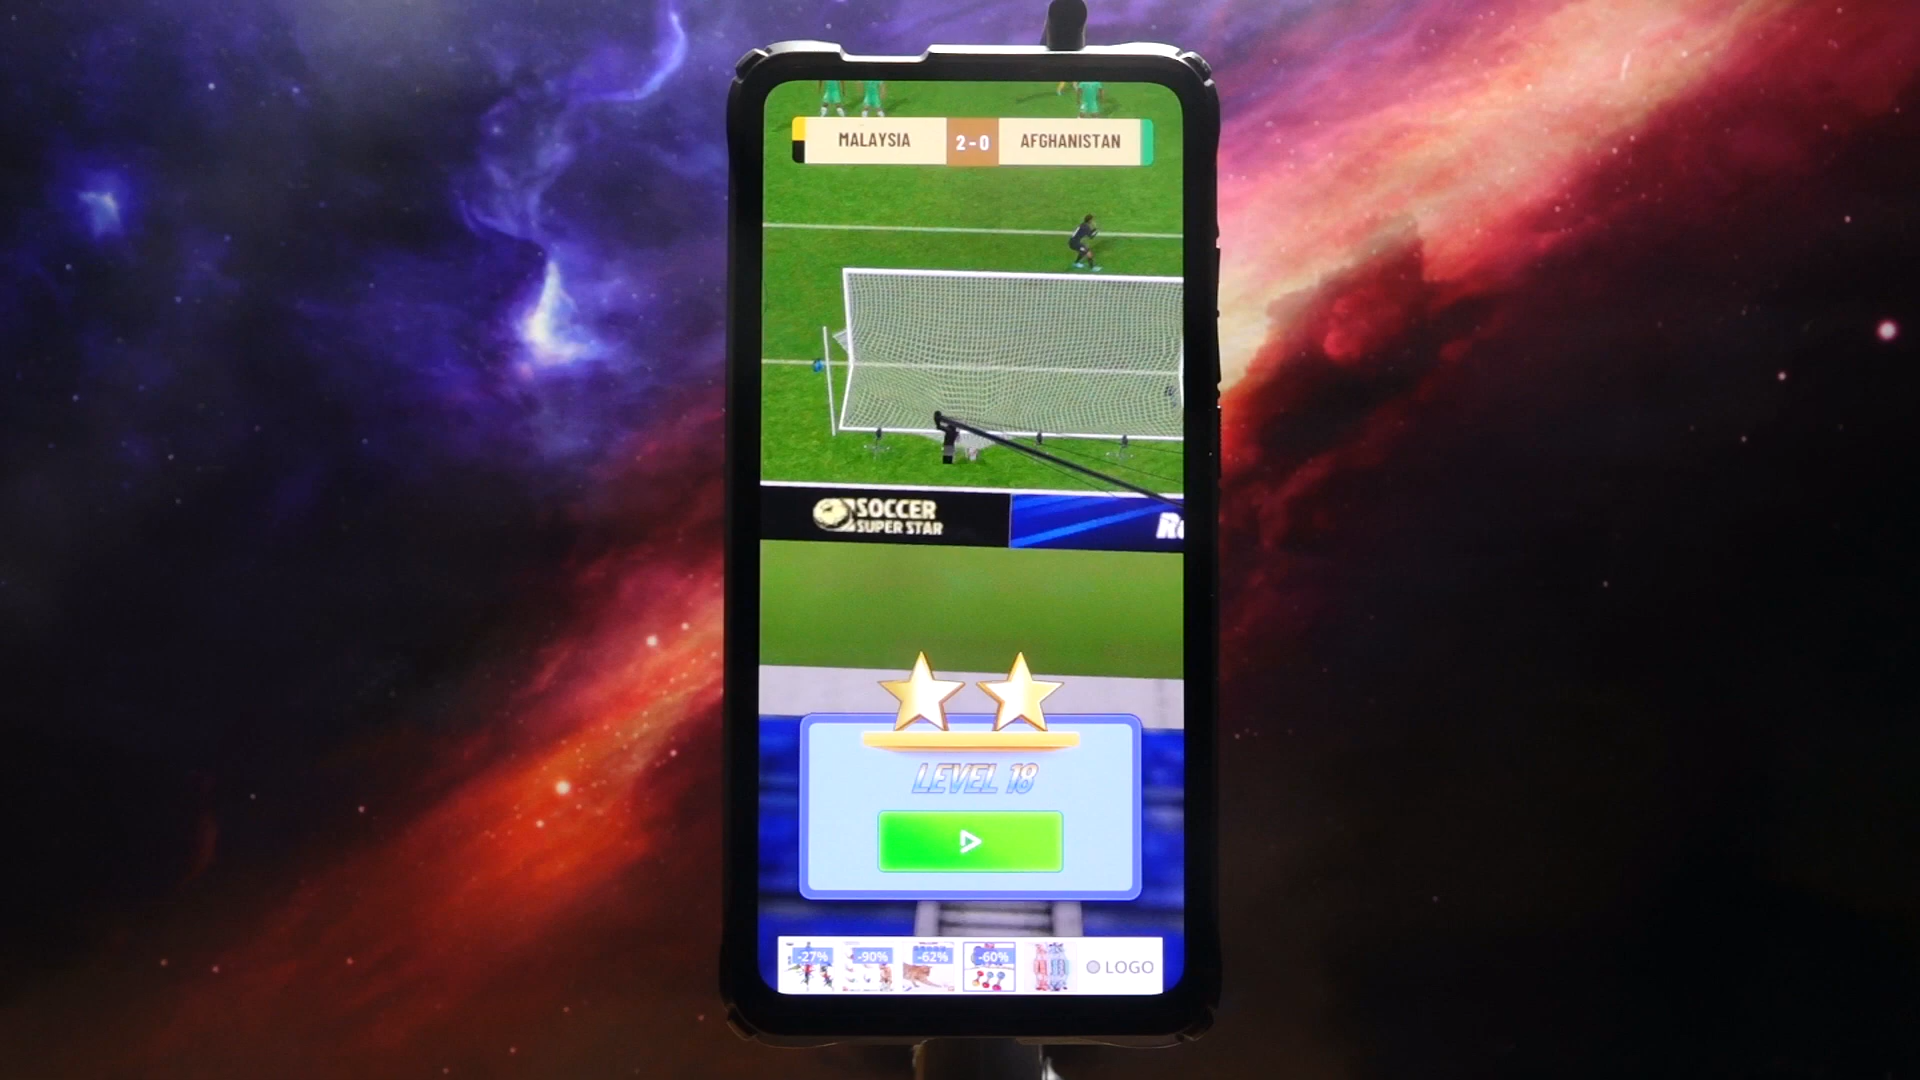 MALAYSIA 2-0 AFGHANISTAN
SOCCER
SUPER STAR
LEVEL 18
-27% -90% -62% -60% LOGO